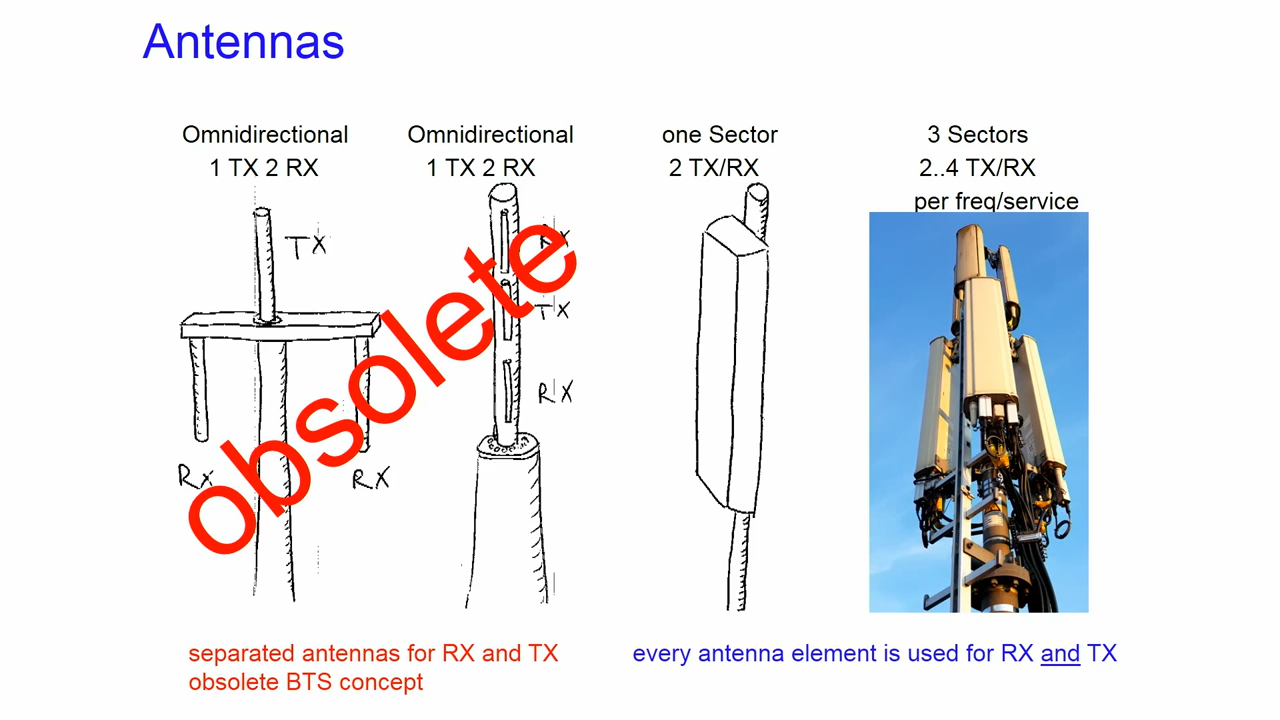 Antennas
Omnidirectional
1 TX 2 RX
Omnidirectional
1 TX 2 RX
one Sector
2 TX/RX
3 Sectors
2..4 TX/RX
per freq/service
TX
RX
RX
RX
TX
RX
obsolete
separated antennas for RX and TX
obsolete BTS concept
every antenna element is used for RX and TX